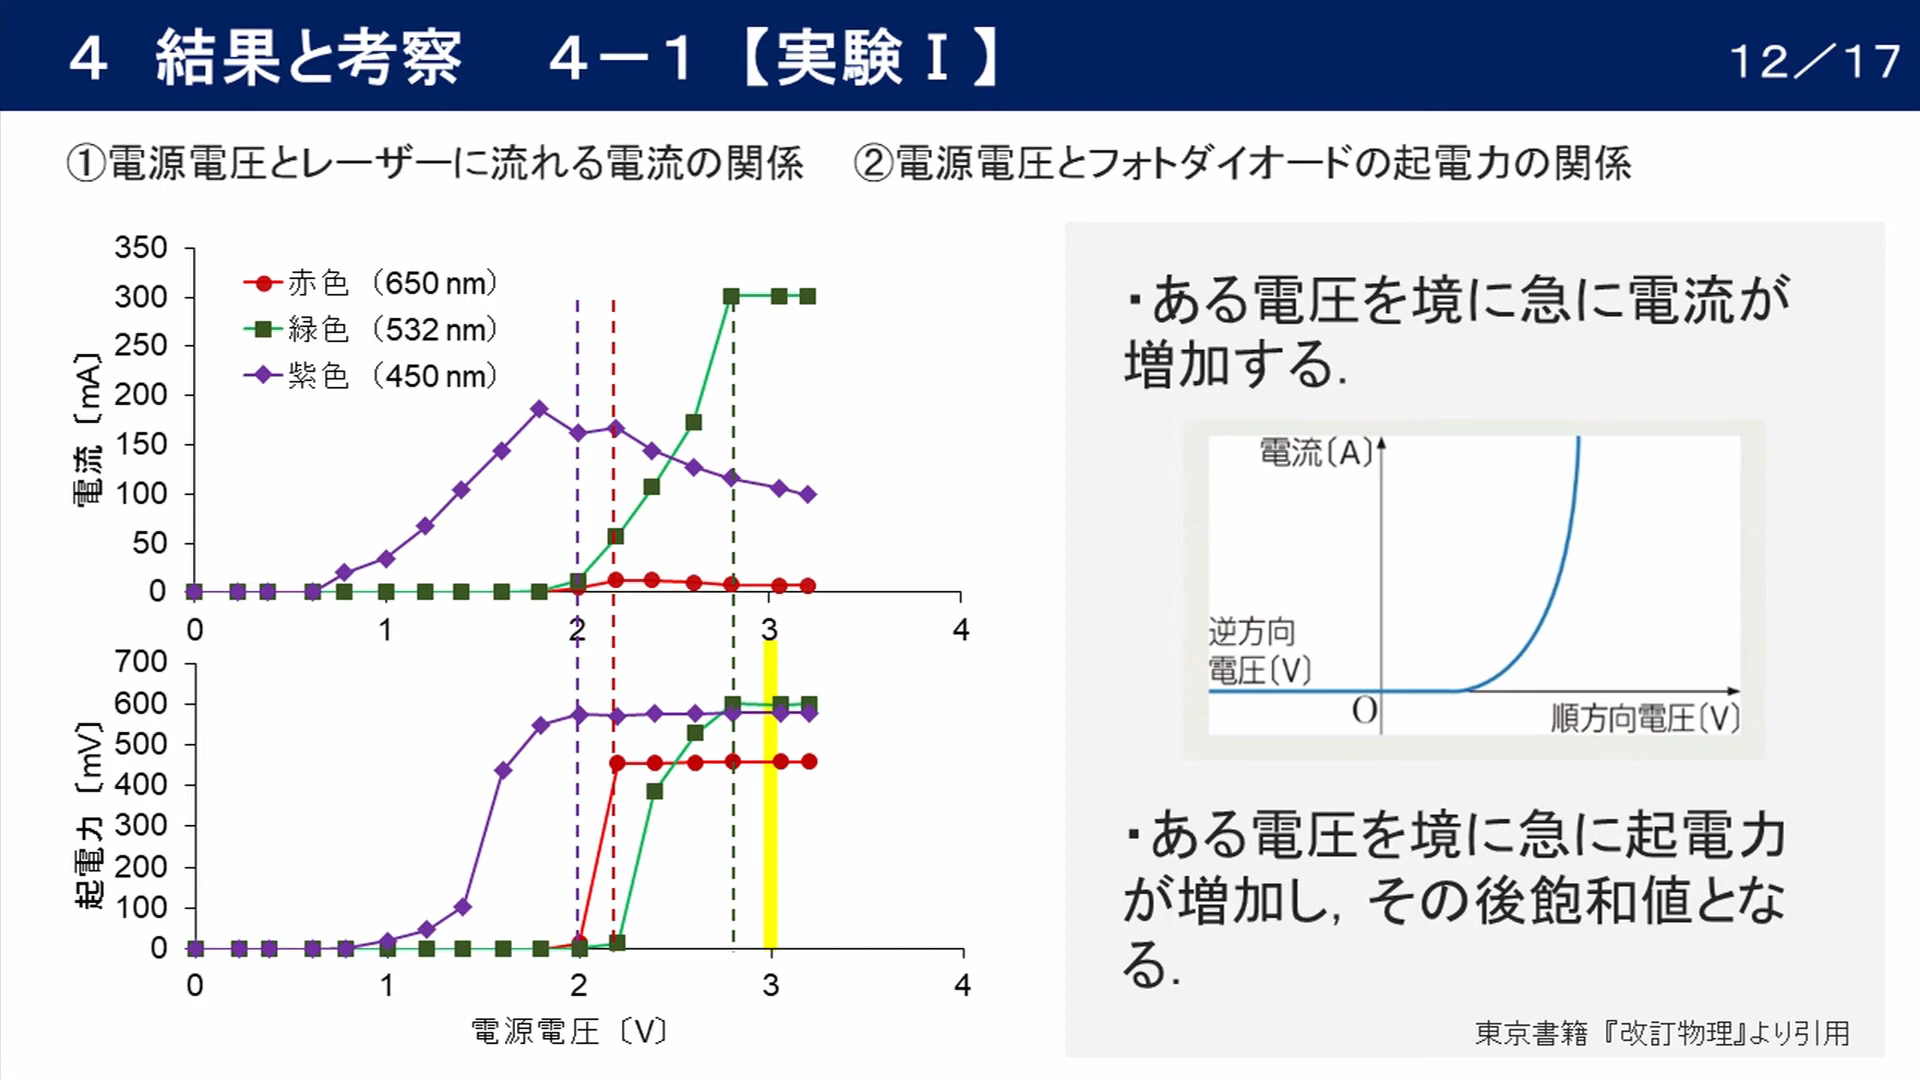 4 結果と考察 4－1【実験Ⅰ】
12／17
①電源電圧とレーザーに流れる電流の関係 ②電源電圧とフォトダイオードの起電力の関係
電流〔mA〕
350
300
250
200
150
100
50
0
赤色（650 nm）
緑色（532 nm）
紫色（450 nm）
0 1 2 3 4
起電力〔mV〕
700
600
500
400
300
200
100
0
0 1 2 3 4
電源電圧〔V〕
・ある電圧を境に急に電流が
増加する．
電流〔A〕
逆方向
電圧〔V〕
O
順方向電圧〔V〕
・ある電圧を境に急に起電力
が増加し，その後飽和値とな
る．
東京書籍『改訂物理』より引用